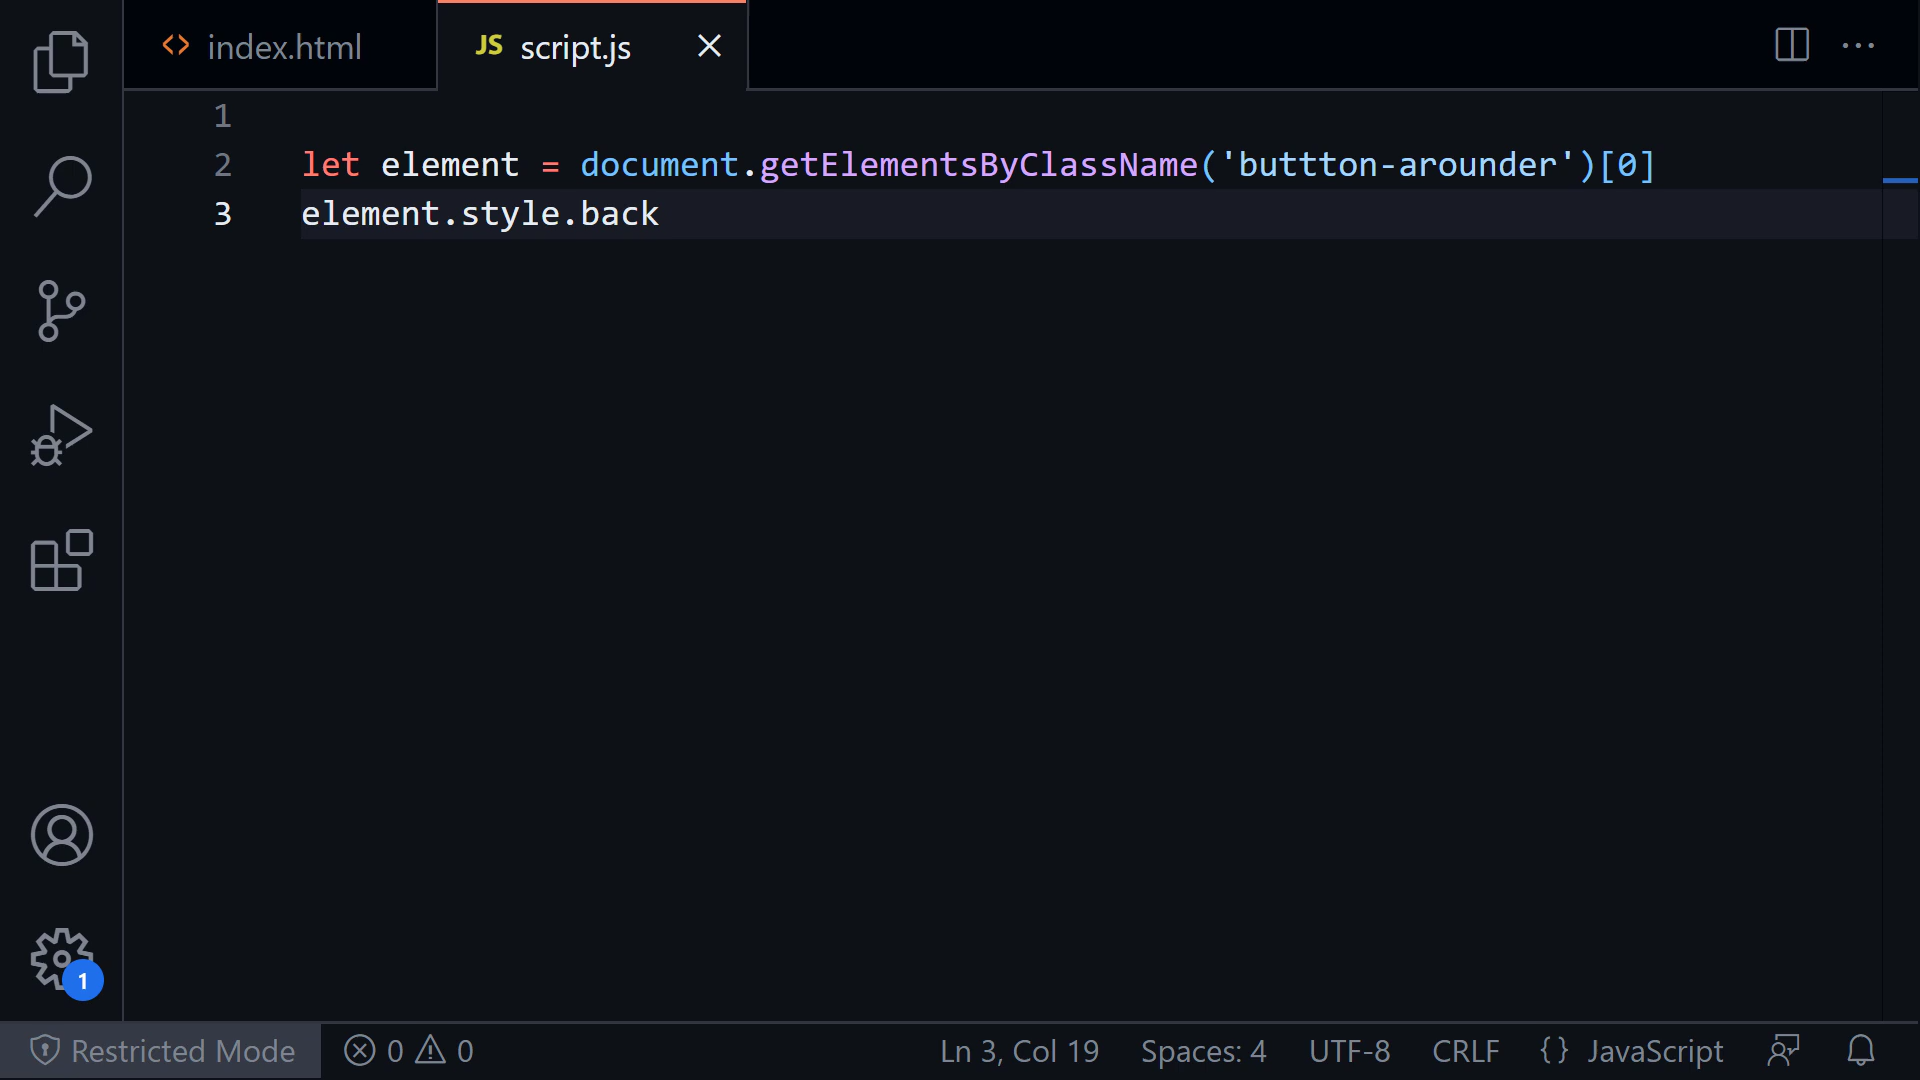 index.html
JS script.js
1
2 let element = document.getElementsByClassName('buttton-arounder')[0]
3 element.style.back
1
Restricted Mode 0 0 Ln 3, Col 19 Spaces: 4 UTF-8 CRLF {} JavaScript